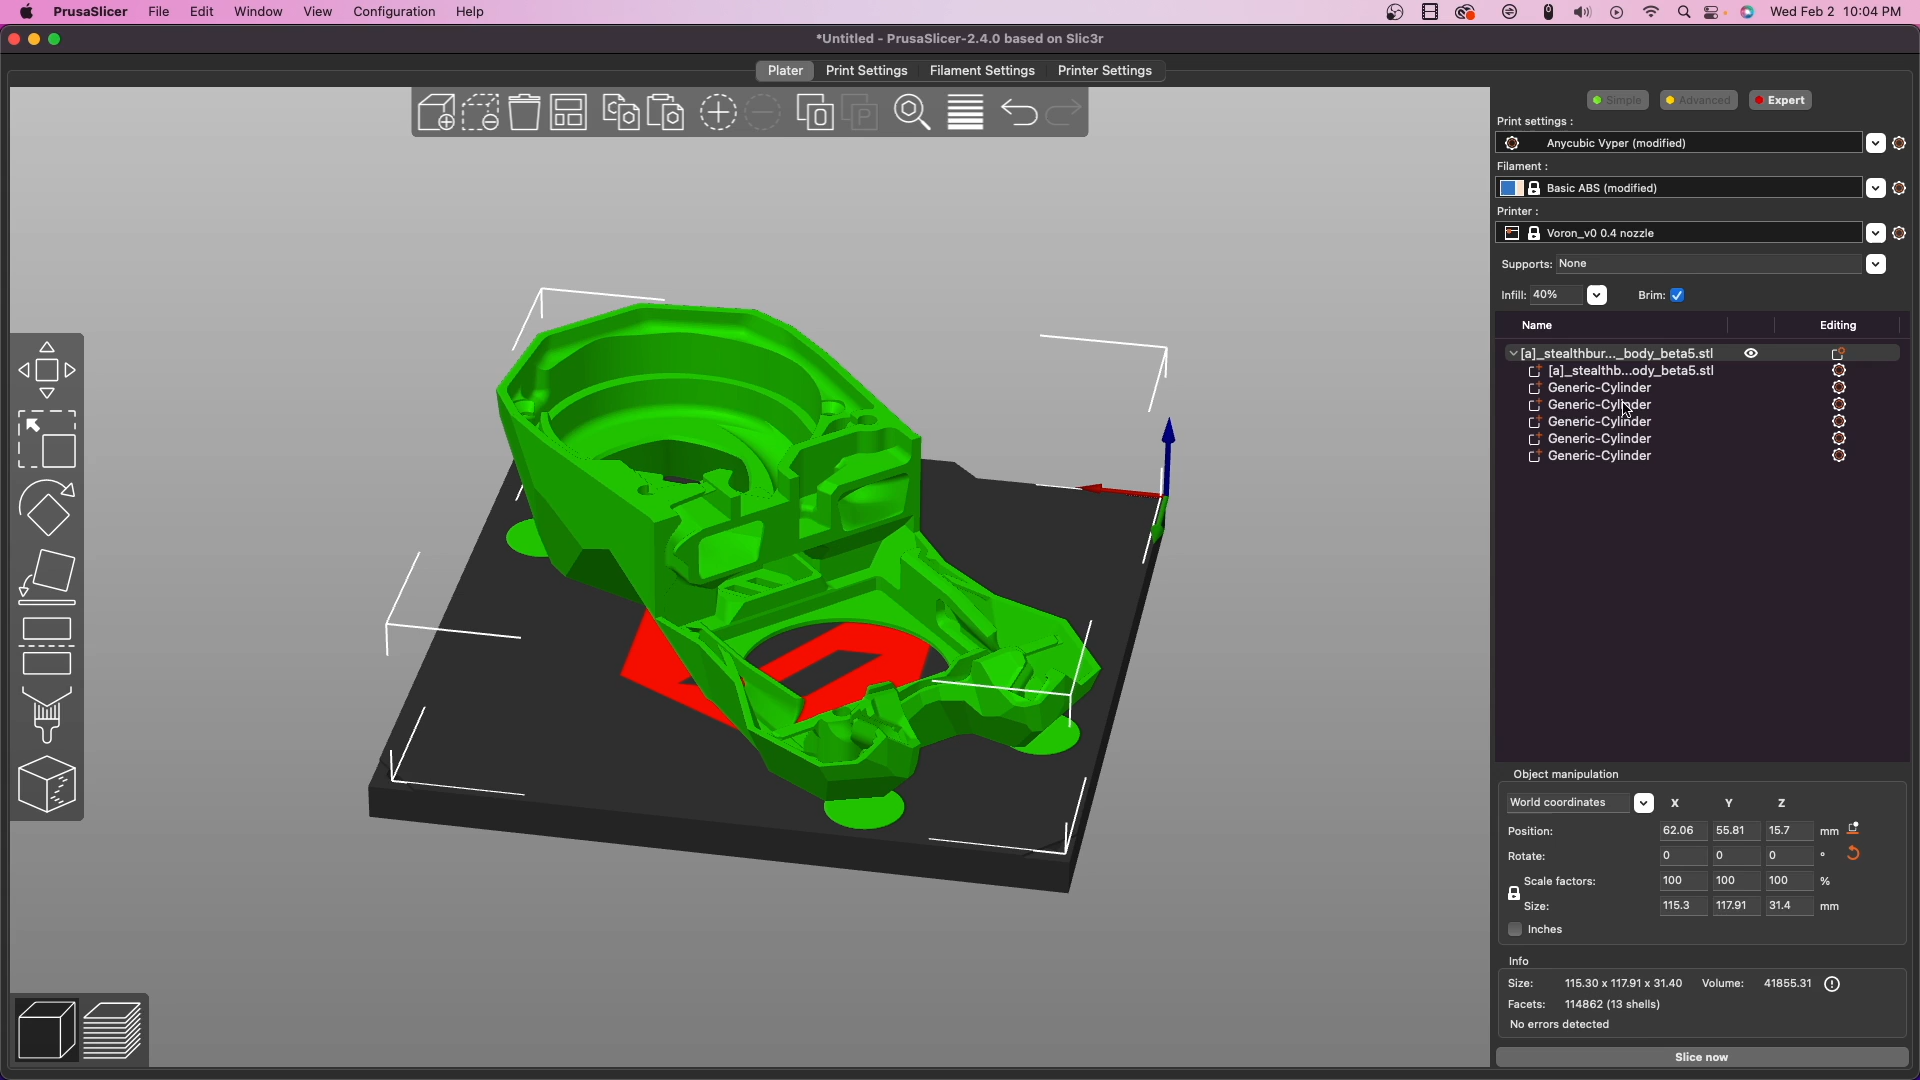 PrusaSlicer File Edit Window View Configuration Help Wed Feb 2 10:04 PM
*Untitled - PrusaSlicer-2.4.0 based on Slic3r
Plater Print Settings Filament Settings Printer Settings
Simple Advanced Expert
Print settings :
Anycubic Vyper (modified)
Filament :
Basic ABS (modified)
Printer :
Voron_v0 0.4 nozzle
Supports: None
Infill: 40% Brim:
Name Editing
[a]_stealthbur..._body_beta5.stl
[a]_stealthb...ody_beta5.stl
Generic-Cylinder
Generic-Cylinder
Generic-Cylinder
Generic-Cylinder
Generic-Cylinder
Object manipulation
World coordinates X Y Z
Position: 62.06 55.81 15.7 mm
Rotate: 0 0 0 °
Scale factors: 100 100 100 %
Size: 115.3 117.91 31.4 mm
Inches
Info
Size: 115.30 x 117.91 x 31.40 Volume: 41855.31
Facets: 114862 (13 shells)
No errors detected
Slice now